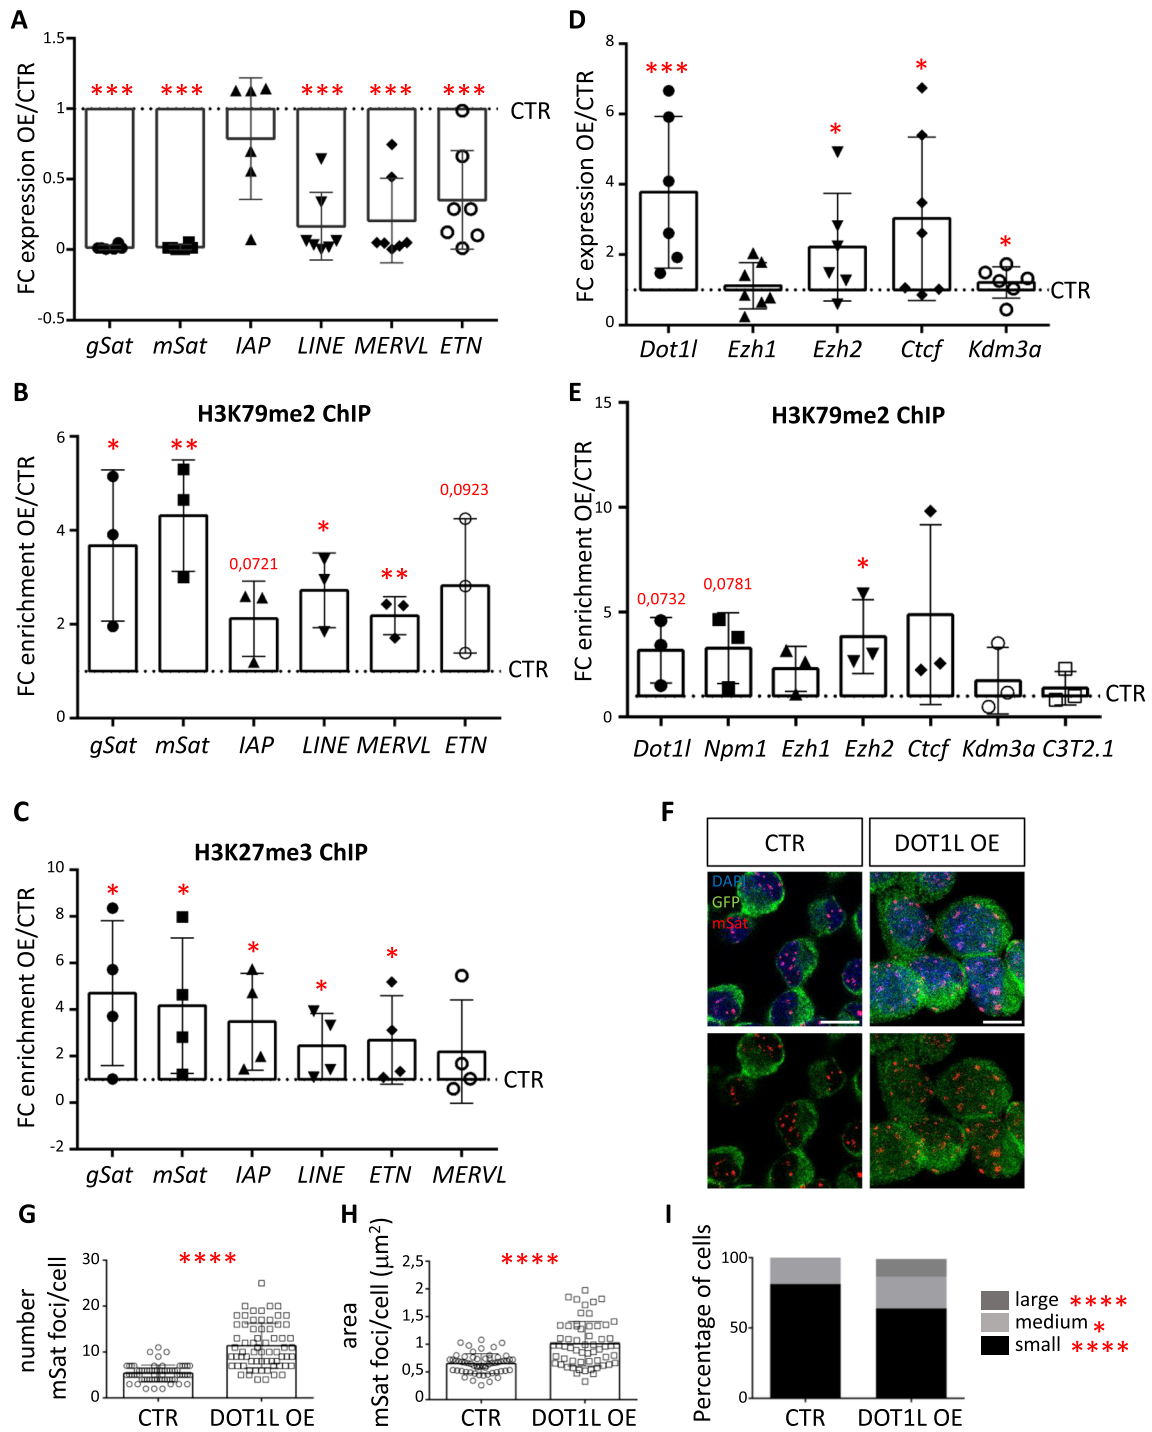 A
1.5
1
0.5
0
-0.5
FC expression OE/CTR
*** *** *** *** ***
CTR
gSat mSat IAP LINE MERVL ETN
D
8
6
4
2
0
FC expression OE/CTR
*** * * *
CTR
Dot1l Ezh1 Ezh2 Ctcf Kdm3a
B
H3K79me2 ChIP
6
4
2
0
FC enrichment OE/CTR
* ** 0,0721 * ** 0,0923
CTR
gSat mSat IAP LINE MERVL ETN
E
H3K79me2 ChIP
15
10
5
0
FC enrichment OE/CTR
0,0732 0,0781 *
CTR
Dot1l Npm1 Ezh1 Ezh2 Ctcf Kdm3a C3T2.1
C
H3K27me3 ChIP
10
8
6
4
2
0
-2
FC enrichment OE/CTR
* * * * *
CTR
gSat mSat IAP LINE ETN MERVL
F
CTR DOT1L OE
DAPI
GFP
mSat
G
number
mSat foci/cell
30
20
10
0
****
CTR DOT1L OE
H
area
mSat foci/cell (µm²)
2,5
2
1,5
1
0,5
0
****
CTR DOT1L OE
I
Percentage of cells
100
50
0
CTR DOT1L OE
large ****
medium *
small ****